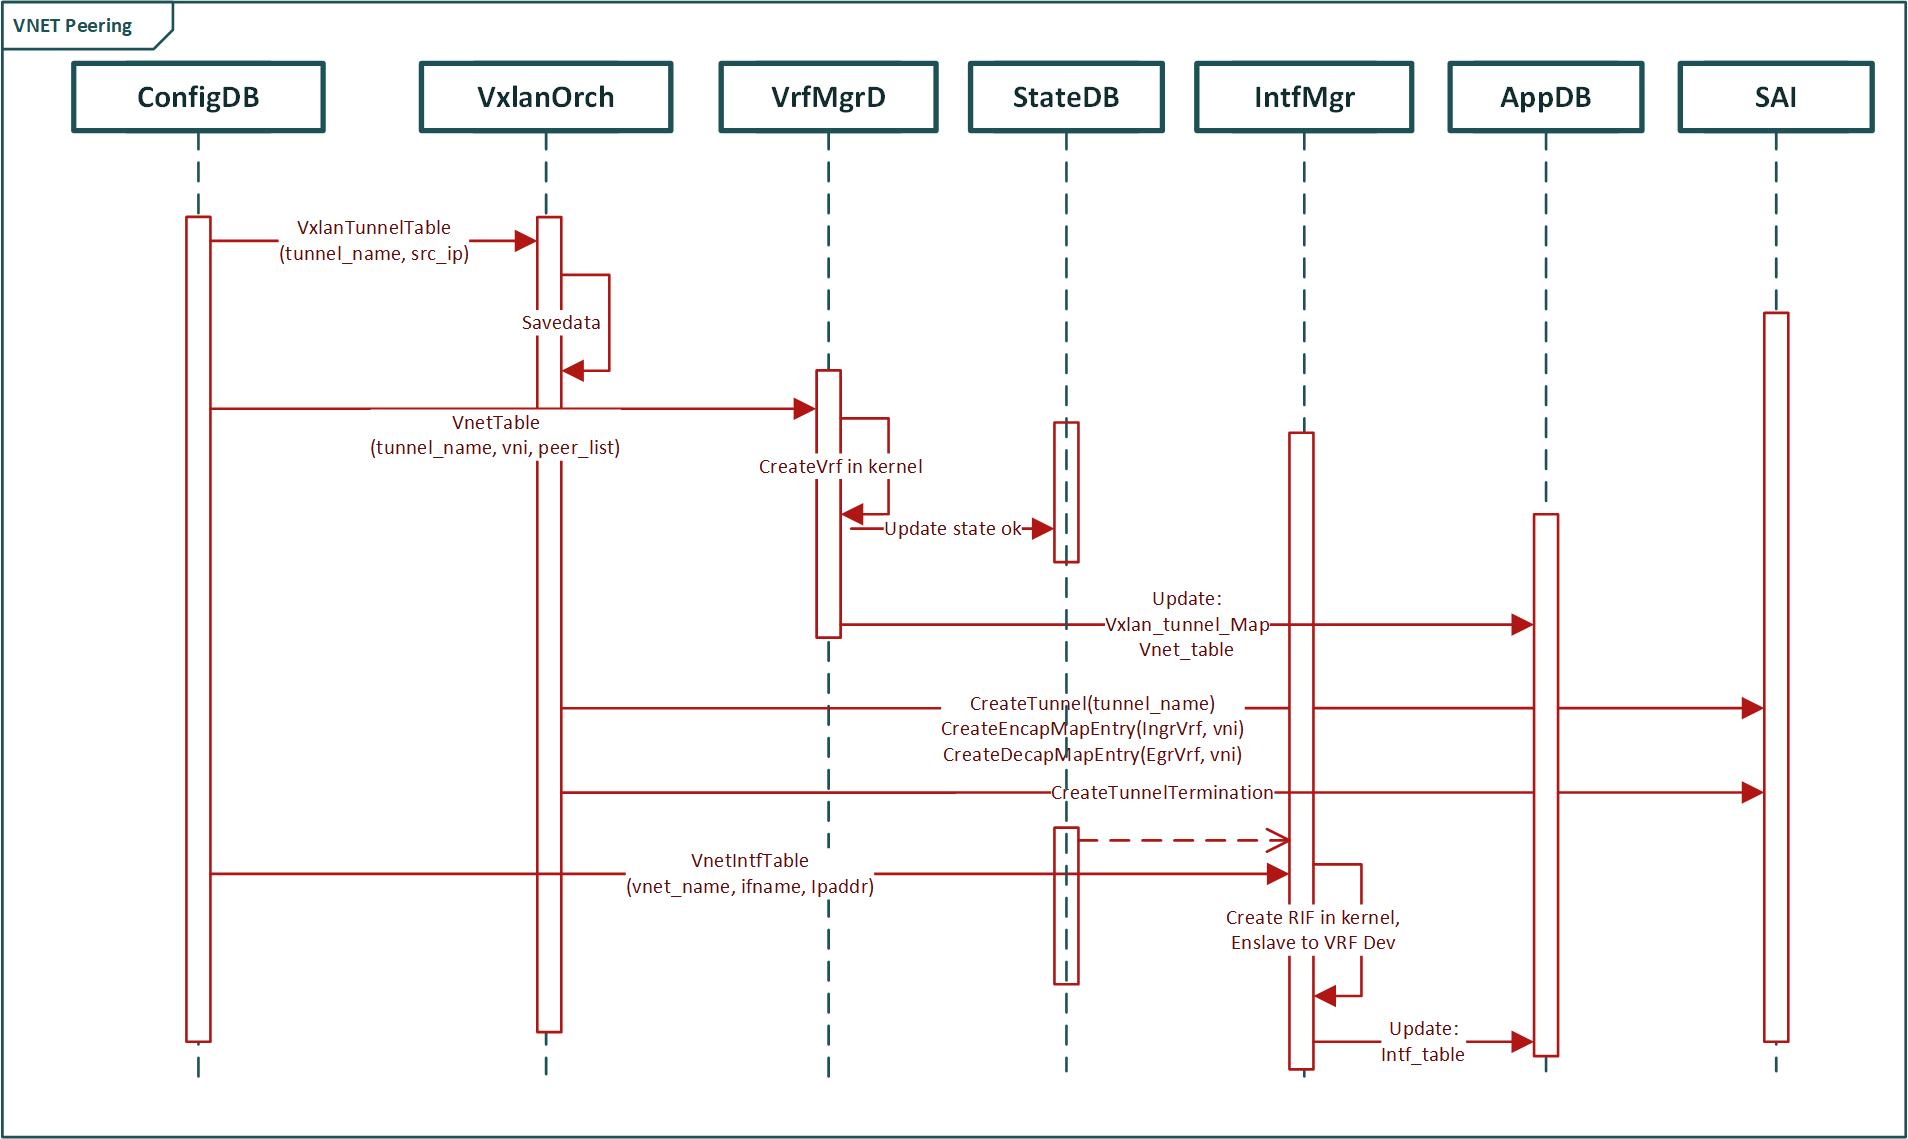 VNET Peering
ConfigDB
VxlanOrch
VrfMgrD
StateDB
IntfMgr
AppDB
SAI
VxlanTunnelTable
(tunnel_name, src_ip)
Savedata
VnetTable
(tunnel_name, vni, peer_list)
CreateVrf in kernel
Update state ok
Update:
Vxlan_tunnel_Map
Vnet_table
CreateTunnel(tunnel_name)
CreateEncapMapEntry(IngrVrf, vni)
CreateDecapMapEntry(EgrVrf, vni)
CreateTunnelTermination
VnetIntfTable
(vnet_name, ifname, Ipaddr)
Create RIF in kernel,
Enslave to VRF Dev
Update:
Intf_table